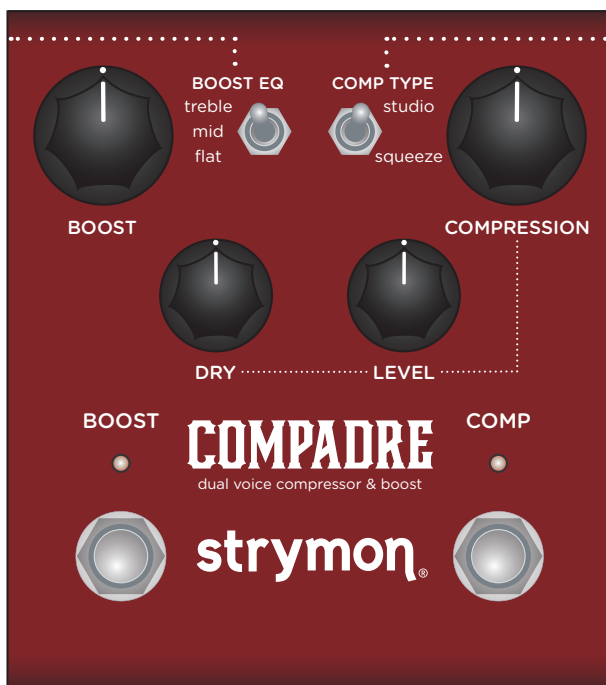 BOOST EQ
treble
mid
flat
COMP TYPE
studio
squeeze
BOOST
COMPRESSION
DRY
LEVEL
BOOST
COMP
COMPADRE
dual voice compressor & boost
strymon®